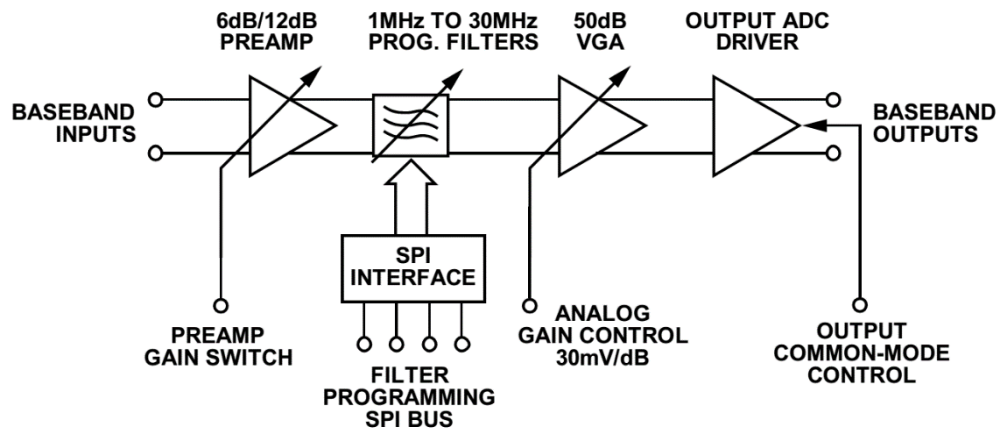 6dB/12dB
PREAMP
1MHz TO 30MHz
PROG. FILTERS
50dB
VGA
OUTPUT ADC
DRIVER
BASEBAND
INPUTS
BASEBAND
OUTPUTS
SPI
INTERFACE
PREAMP
GAIN SWITCH
FILTER
PROGRAMMING
SPI BUS
ANALOG
GAIN CONTROL
30mV/dB
OUTPUT
COMMON-MODE
CONTROL